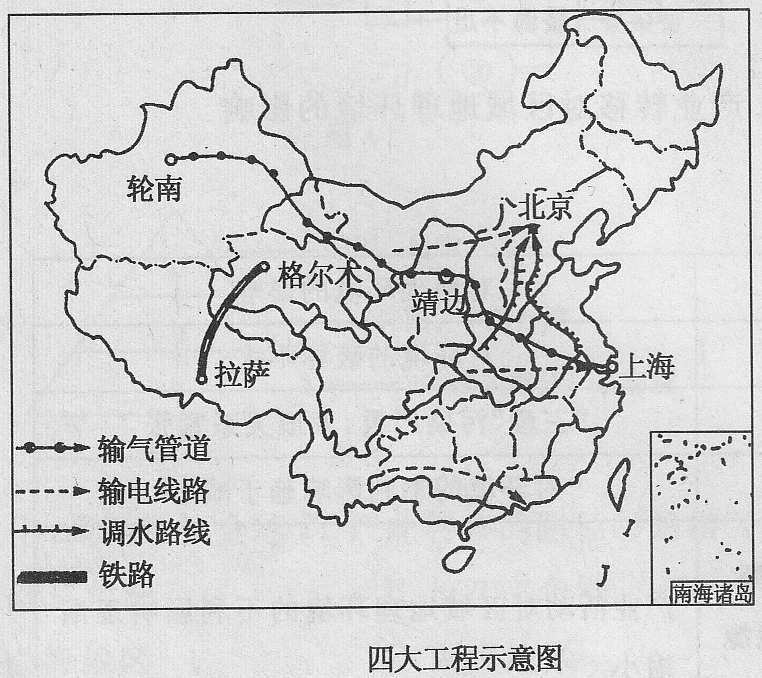 轮南
北京
格尔木
靖边
拉萨
上海
输气管道
输电线路
调水路线
铁路
南海诸岛
四大工程示意图